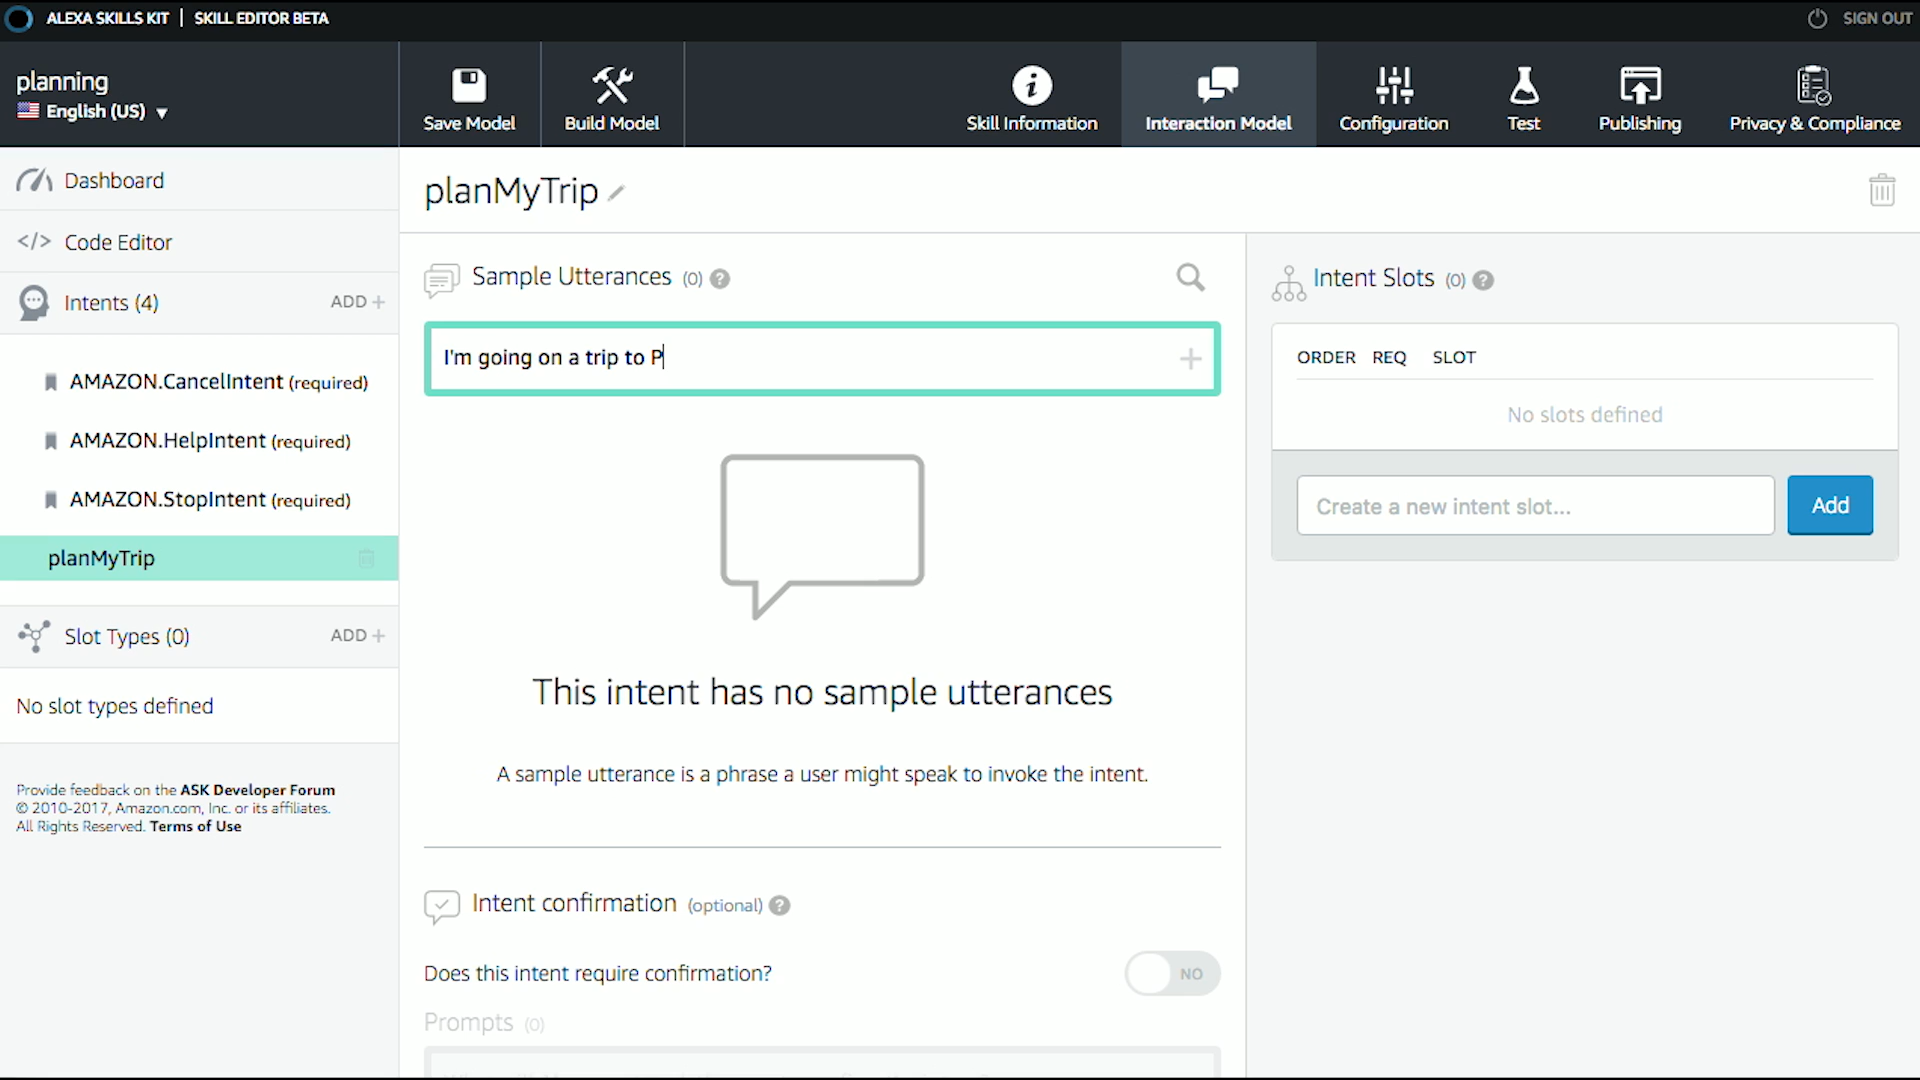 ALEXA SKILLS KIT | SKILL EDITOR BETA
SIGN OUT
planning
English (US) ▼
Save Model
Build Model
Skill Information
Interaction Model
Configuration
Test
Publishing
Privacy & Compliance
Dashboard
</> Code Editor
Intents (4)
ADD +
AMAZON.CancelIntent (required)
AMAZON.HelpIntent (required)
AMAZON.StopIntent (required)
planMyTrip
Slot Types (0)
ADD +
No slot types defined
Provide feedback on the ASK Developer Forum
© 2010-2017, Amazon.com, Inc. or its affiliates.
All Rights Reserved. Terms of Use
planMyTrip
Sample Utterances (0) ?
I'm going on a trip to P
This intent has no sample utterances
A sample utterance is a phrase a user might speak to invoke the intent.
Intent confirmation (optional) ?
Does this intent require confirmation?
NO
Prompts (0)
Intent Slots (0) ?
ORDER REQ SLOT
No slots defined
Create a new intent slot...
Add